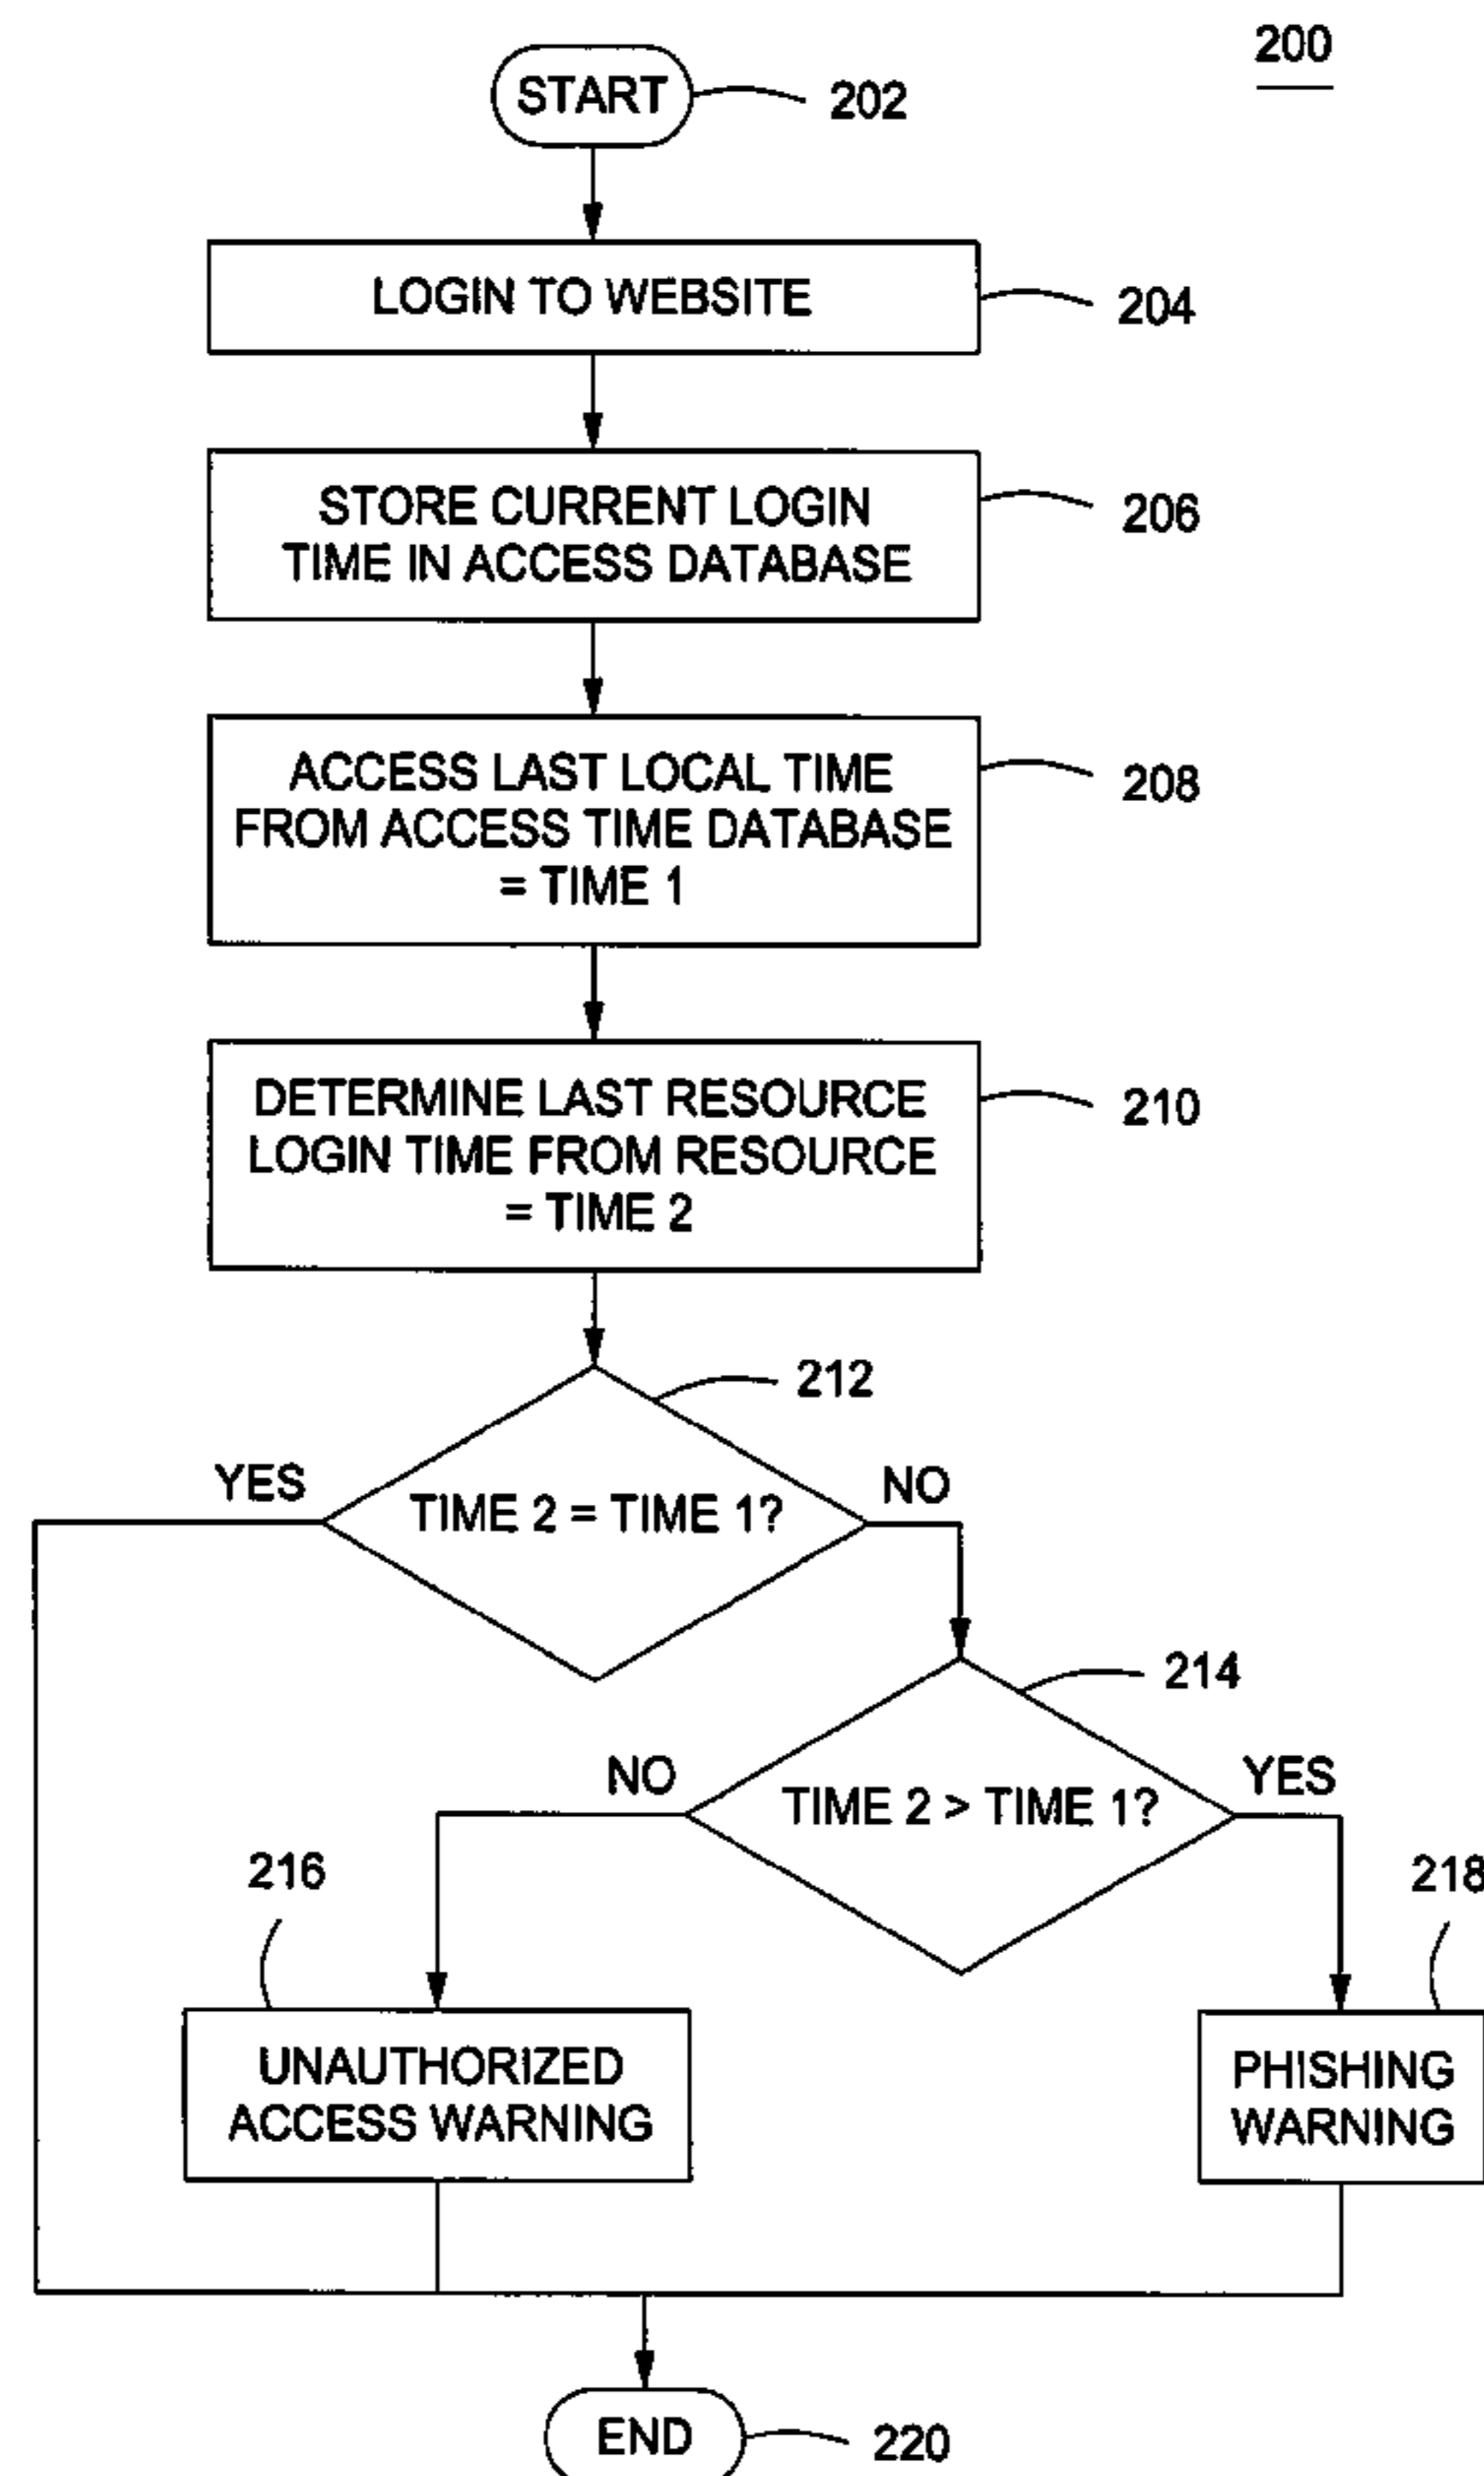 200
START
202
LOGIN TO WEBSITE
204
STORE CURRENT LOGIN
TIME IN ACCESS DATABASE
206
ACCESS LAST LOCAL TIME
FROM ACCESS TIME DATABASE
= TIME 1
208
DETERMINE LAST RESOURCE
LOGIN TIME FROM RESOURCE
= TIME 2
210
212
YES
TIME 2 = TIME 1?
NO
214
NO
TIME 2 > TIME 1?
YES
216
218
UNAUTHORIZED
ACCESS WARNING
PHISHING
WARNING
END
220